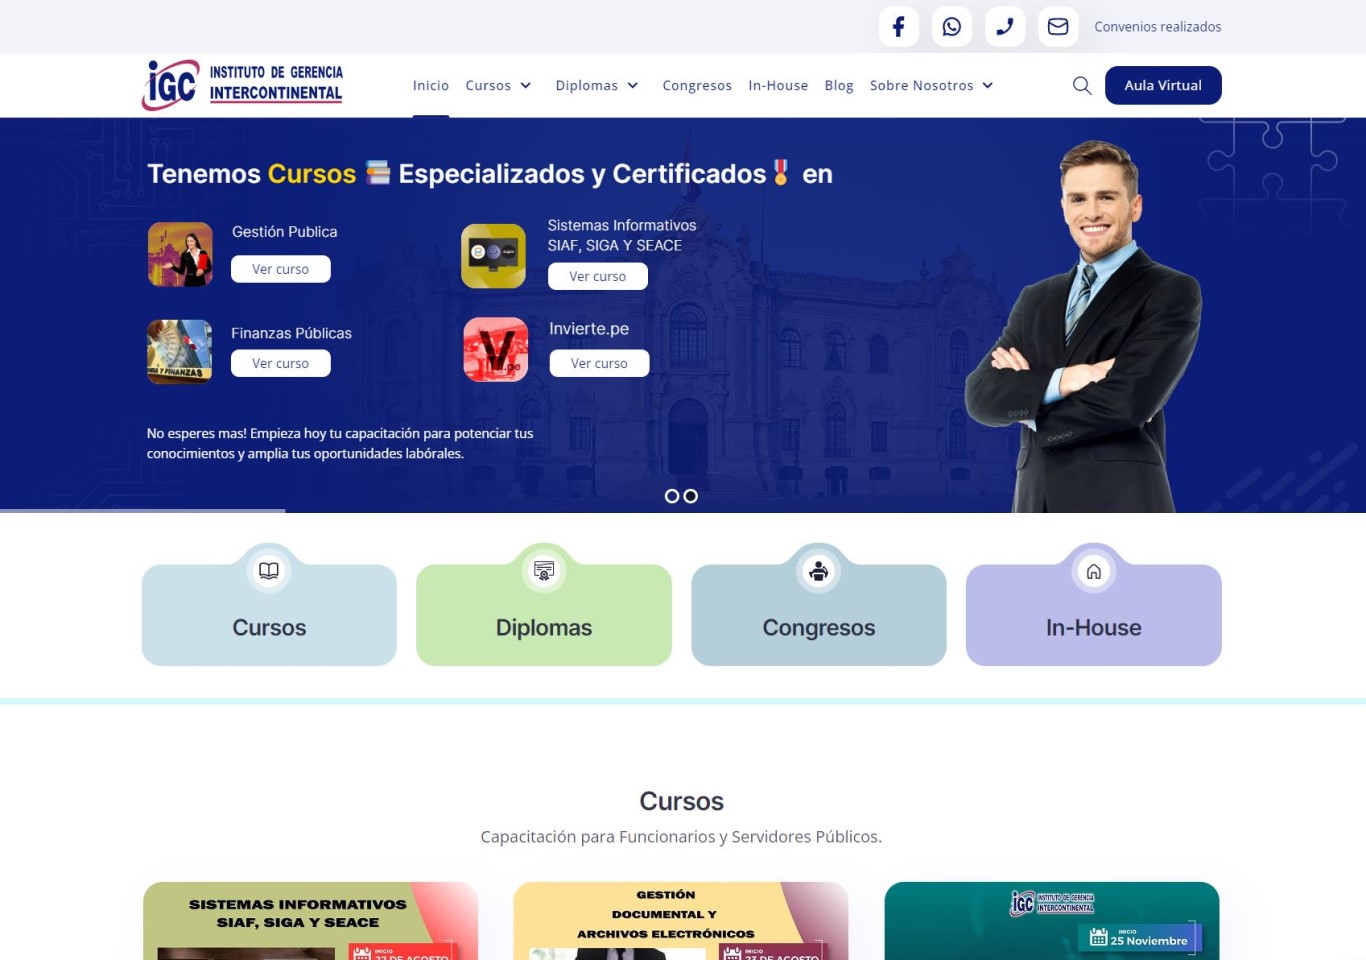 Convenios realizados
iGC INSTITUTO DE GERENCIA
INTERCONTINENTAL
Inicio Cursos Diplomas Congresos In-House Blog Sobre Nosotros Aula Virtual
Tenemos Cursos 📚 Especializados y Certificados🏅 en
Gestión Publica
Ver curso
Sistemas Informativos
SIAF, SIGA Y SEACE
Ver curso
Finanzas Públicas
Ver curso
Y FINANZAS
Invierte.pe
Ver curso
V.pe
No esperes mas! Empieza hoy tu capacitación para potenciar tus
conocimientos y amplia tus oportunidades labórales.
Cursos
Diplomas
Congresos
In-House
Cursos
Capacitación para Funcionarios y Servidores Públicos.
SISTEMAS INFORMATIVOS
SIAF, SIGA Y SEACE
INICIO
22 DE AGOSTO
GESTIÓN
DOCUMENTAL Y
ARCHIVOS ELECTRÓNICOS
INICIO
23 DE AGOSTO
iGC INSTITUTO DE GERENCIA
INTERCONTINENTAL
INICIO
25 Noviembre